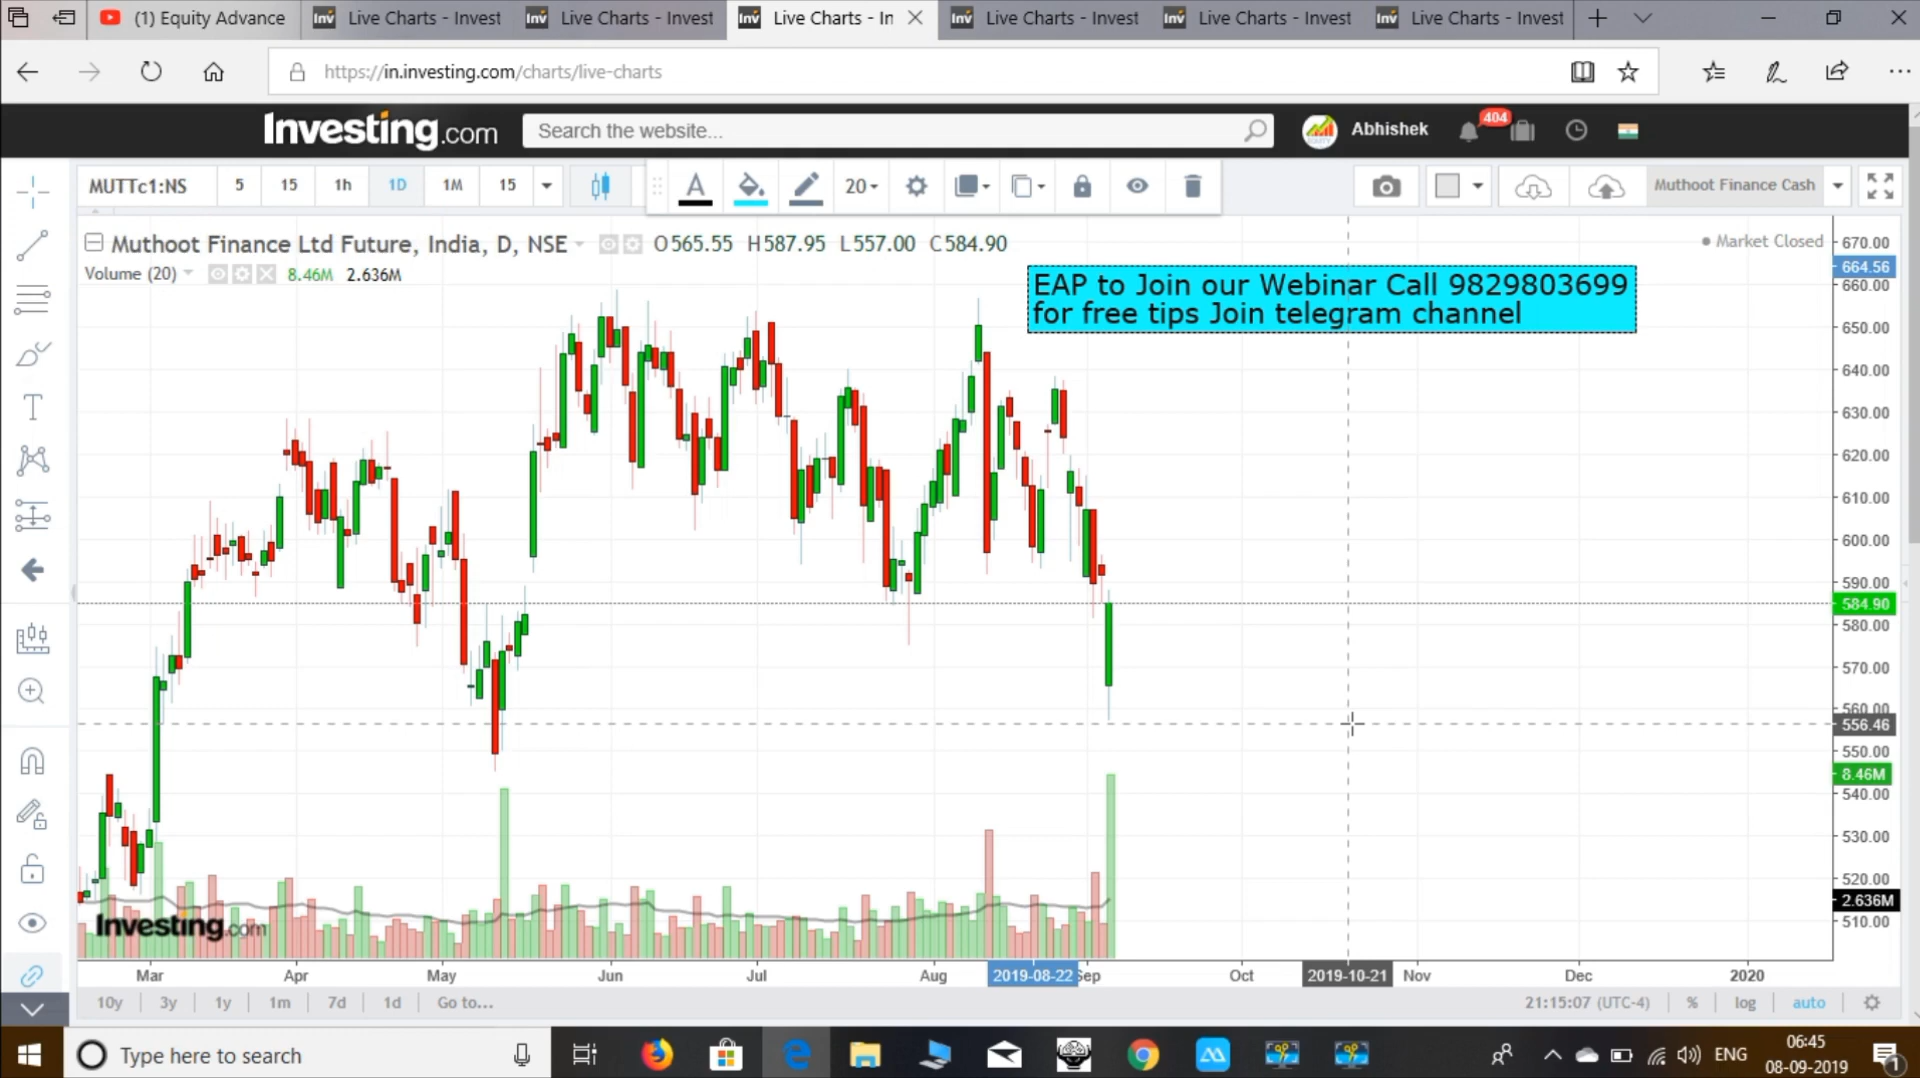 (1) Equity Advance
Live Charts - Invest
Live Charts - Invest
Live Charts - In
Live Charts - Invest
Live Charts - Invest
Live Charts - Invest
https://in.investing.com/charts/live-charts
Investing.com
Search the website...
Abhishek
404
MUTTc1:NS
5
15
1h
1D
1M
15
A
20
Muthoot Finance Cash
Muthoot Finance Ltd Future, India, D, NSE
O565.55 H587.95 L557.00 C584.90
Market Closed
Volume (20)
8.46M 2.636M
EAP to Join our Webinar Call 9829803699
for free tips Join telegram channel
670.00
664.56
660.00
650.00
640.00
630.00
620.00
610.00
600.00
590.00
584.90
580.00
570.00
560.00
556.46
550.00
8.46M
540.00
530.00
520.00
2.636M
510.00
Investing.com
Mar
Apr
May
Jun
Jul
Aug
2019-08-22
Sep
Oct
2019-10-21
Nov
Dec
2020
10y
3y
1y
1m
7d
1d
Go to...
21:15:07 (UTC-4)
%
log
auto
Type here to search
ENG
06:45
08-09-2019
1